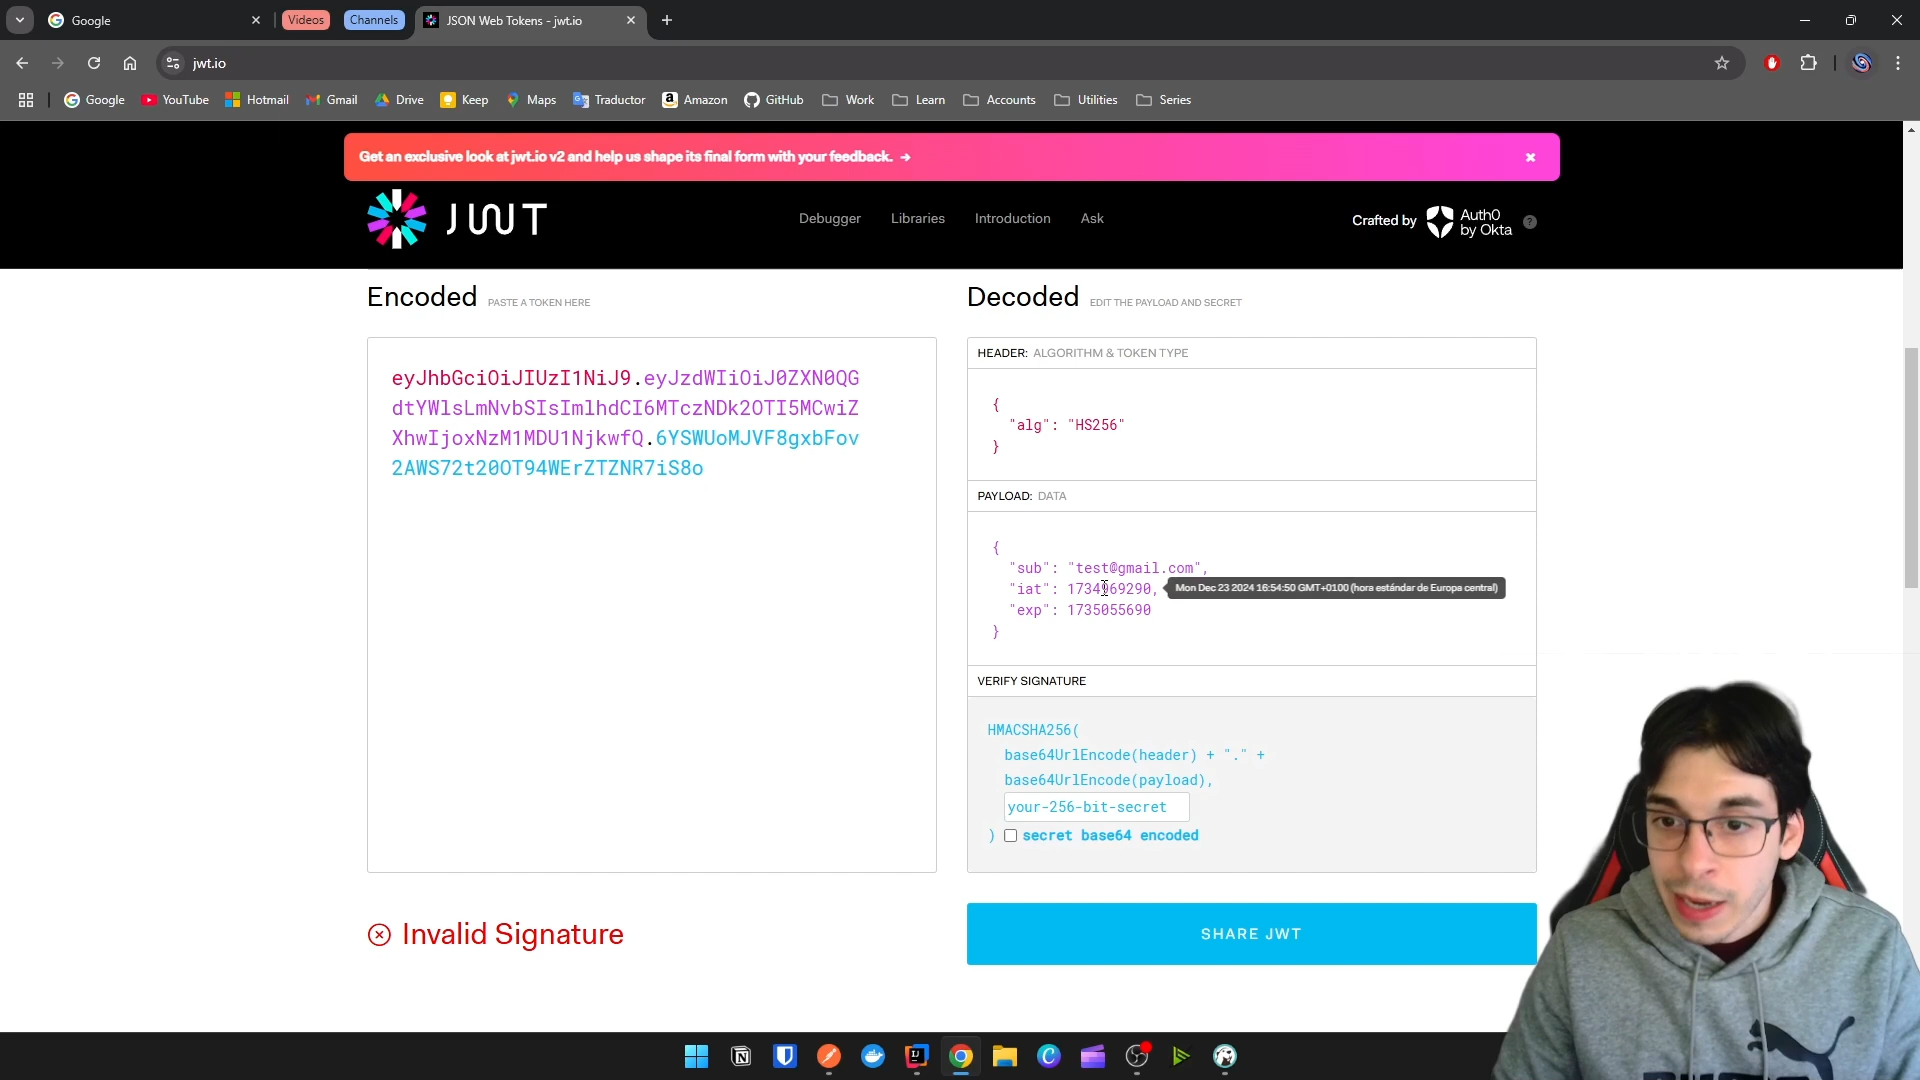 Google
Videos
Channels
JSON Web Tokens - jwt.io
jwt.io
Google
YouTube
Hotmail
Gmail
Drive
Keep
Maps
Traductor
Amazon
GitHub
Work
Learn
Accounts
Utilities
Series
Get an exclusive look at jwt.io v2 and help us shape its final form with your feedback. →
JWT
Debugger
Libraries
Introduction
Ask
Crafted by
Auth0
by Okta
?
Encoded PASTE A TOKEN HERE
Decoded EDIT THE PAYLOAD AND SECRET
eyJhbGciOiJIUzI1NiJ9.eyJzdWIiOiJ0ZXN0QG
dtYWlsLmNvbSIsImlhdCI6MTczNDk2OTI5MCwiZ
XhwIjoxNzM1MDU1NjkwfQ.6YSWUoMJVF8gxbFov
2AWS72t20OT94WErZTZNR7iS8o
HEADER: ALGORITHM & TOKEN TYPE
{
"alg": "HS256"
}
PAYLOAD: DATA
{
"sub": "test@gmail.com",
"iat": 1734969290,
Mon Dec 23 2024 16:54:50 GMT+0100 (hora estándar de Europa central)
"exp": 1735055690
}
VERIFY SIGNATURE
HMACSHA256(
base64UrlEncode(header) + "." +
base64UrlEncode(payload),
your-256-bit-secret
) secret base64 encoded
Invalid Signature
SHARE JWT